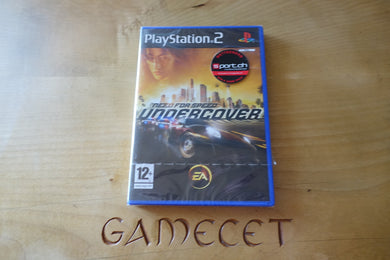 PlayStation 2
sport.ch
NEED FOR SPEED
UNDERCOVER
12+
EA
GAMECET